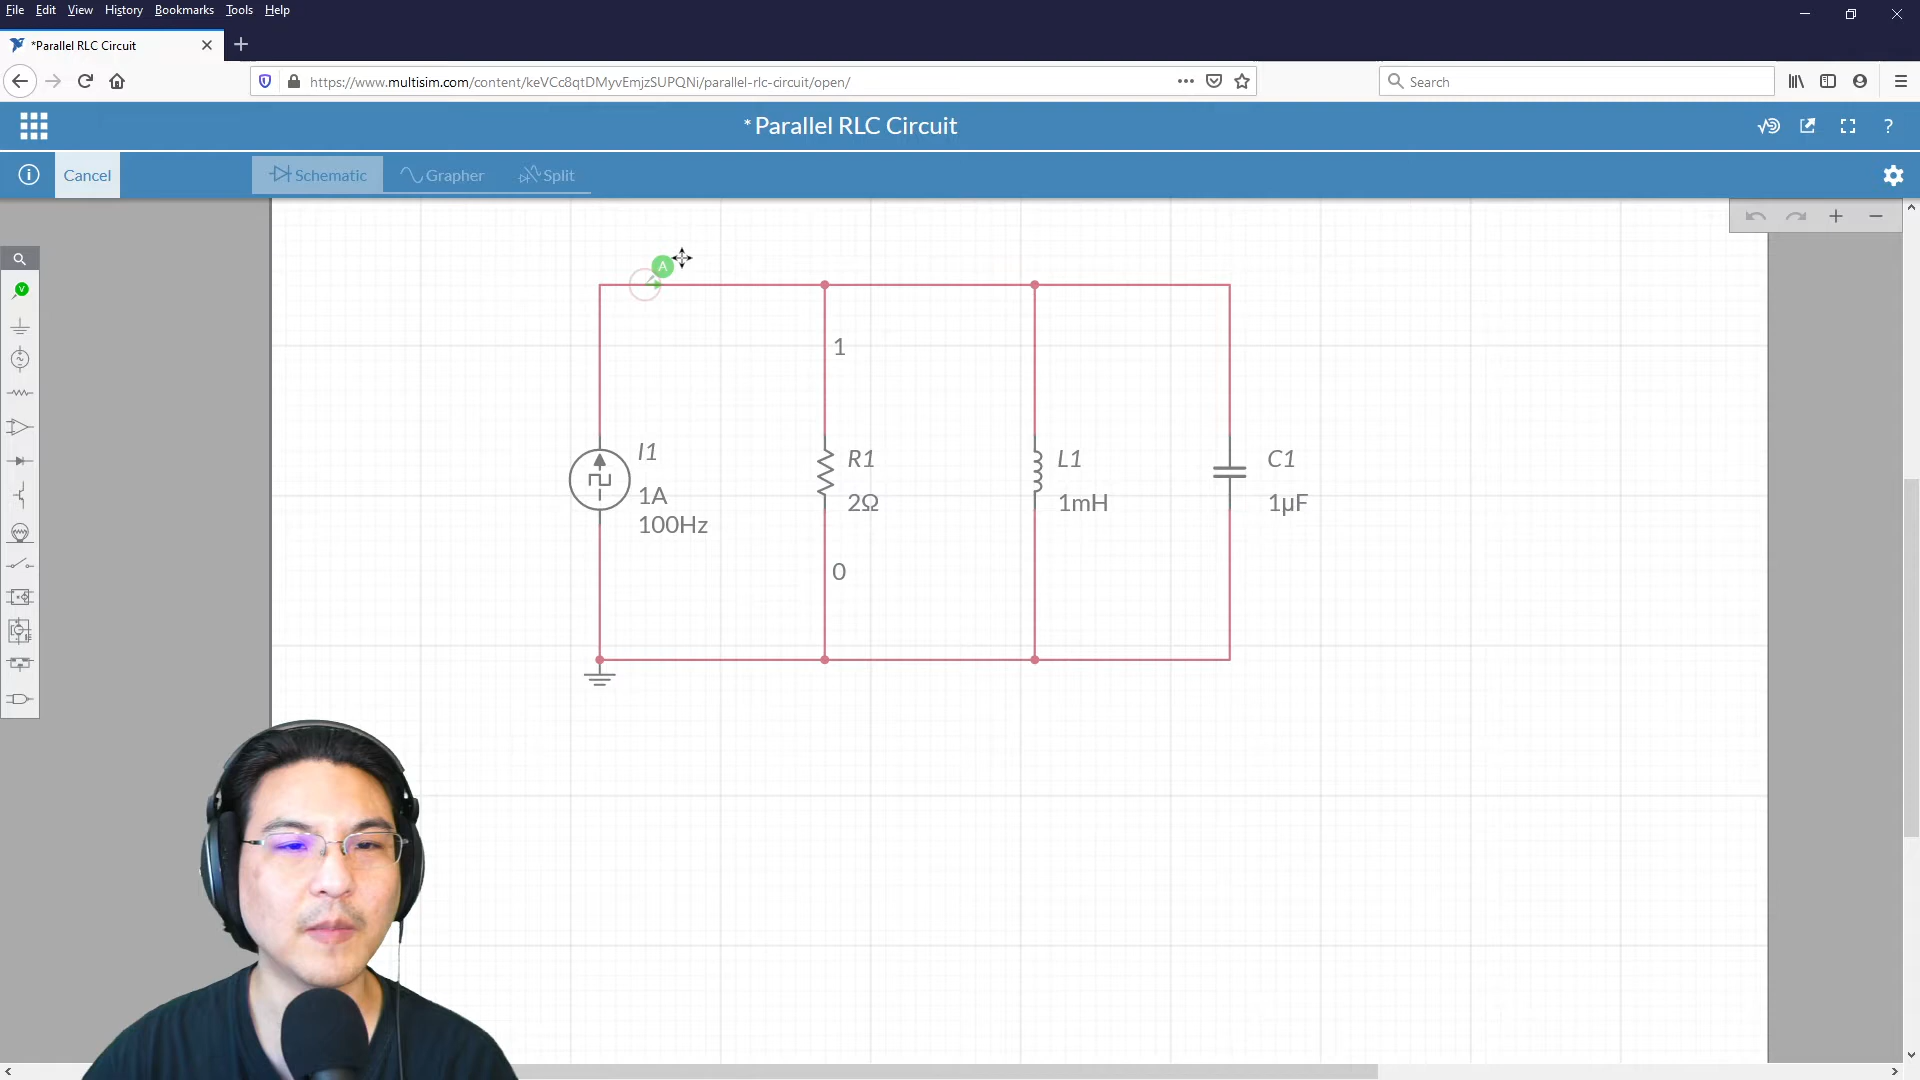 File Edit View History Bookmarks Tools Help
*Parallel RLC Circuit
https://www.multisim.com/content/keVCc8qtDMyvEmjzSUPQNi/parallel-rlc-circuit/open/
Search
* Parallel RLC Circuit
?
Cancel
Schematic
Grapher
Split
V
A
1
I1
1A
100Hz
R1
2Ω
L1
1mH
C1
1µF
0